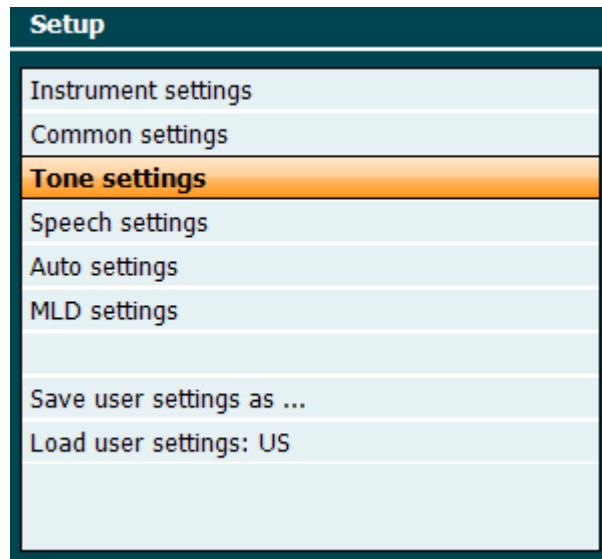 Setup
Instrument settings
Common settings
Tone settings
Speech settings
Auto settings
MLD settings
Save user settings as ...
Load user settings: US